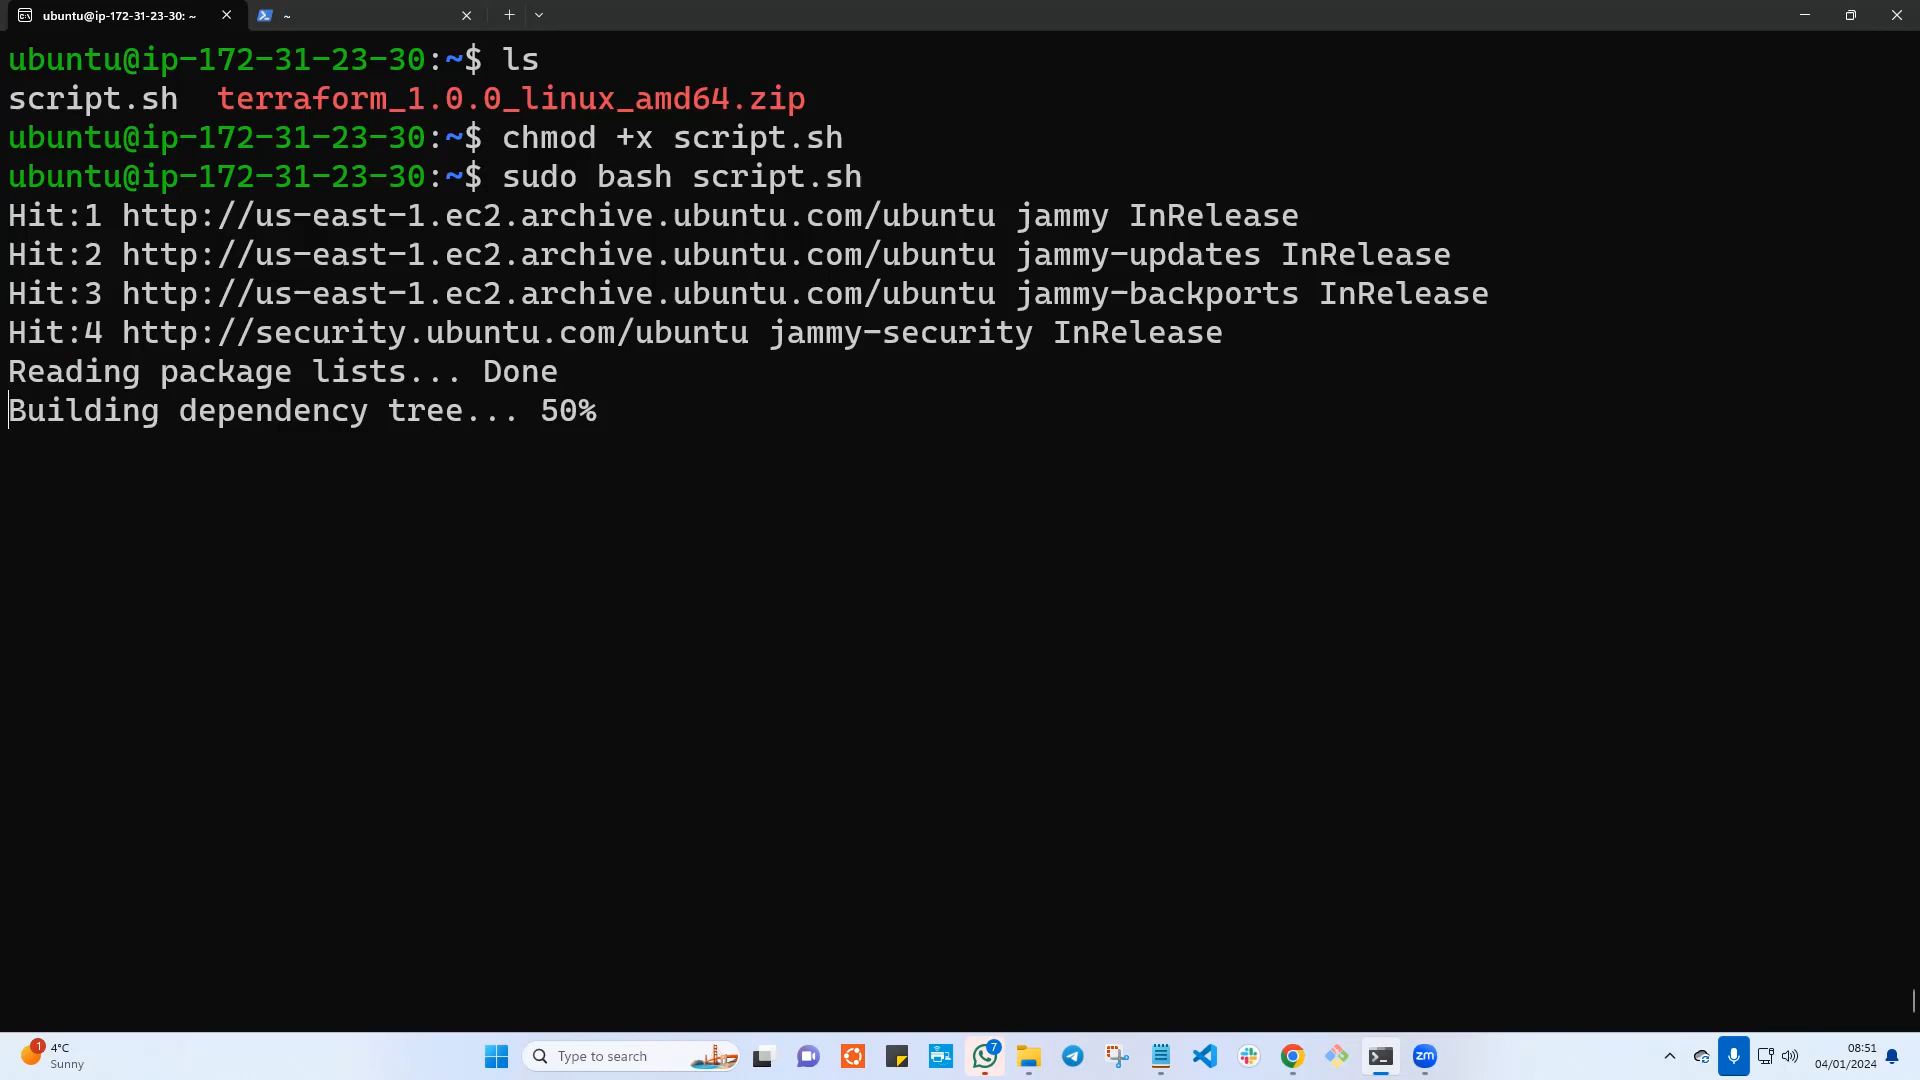 ubuntu@ip-172-31-23-30: ~
~
ubuntu@ip-172-31-23-30:~$ ls
script.sh  terraform_1.0.0_linux_amd64.zip
ubuntu@ip-172-31-23-30:~$ chmod +x script.sh
ubuntu@ip-172-31-23-30:~$ sudo bash script.sh
Hit:1 http://us-east-1.ec2.archive.ubuntu.com/ubuntu jammy InRelease
Hit:2 http://us-east-1.ec2.archive.ubuntu.com/ubuntu jammy-updates InRelease
Hit:3 http://us-east-1.ec2.archive.ubuntu.com/ubuntu jammy-backports InRelease
Hit:4 http://security.ubuntu.com/ubuntu jammy-security InRelease
Reading package lists... Done
Building dependency tree... 50%
1
4°C
Sunny
Type to search
7
zm
08:51
04/01/2024